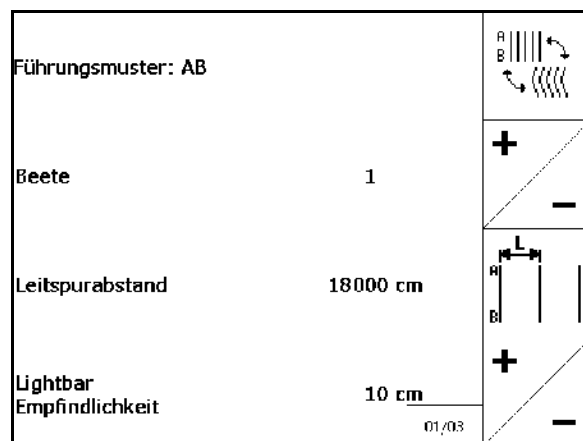 Führungsmuster: AB
A
B
Beete 1
+
−
Leitspurabstand 18000 cm
L
A
B
Lightbar
Empfindlichkeit 10 cm
+
−
01/03